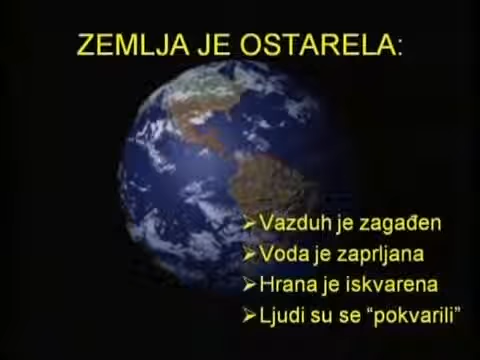 ZEMLJA JE OSTARELA:
➢Vazduh je zagađen
➢Voda je zaprljana
➢Hrana je iskvarena
➢Ljudi su se “pokvarili”